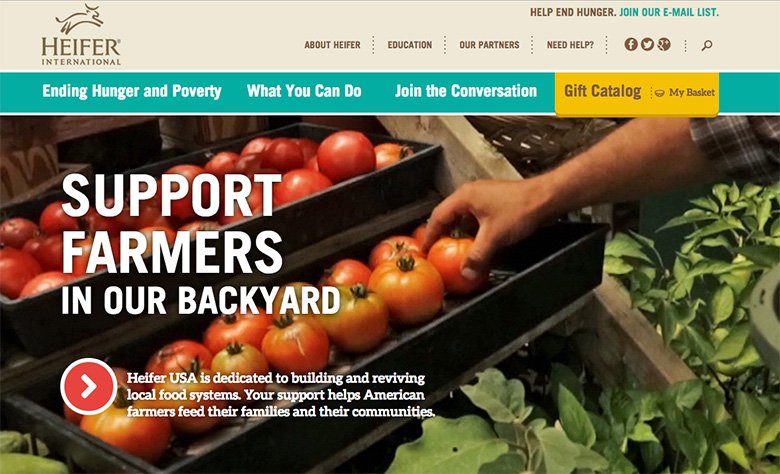 HELP END HUNGER. JOIN OUR E-MAIL LIST.
HEIFER®
INTERNATIONAL
ABOUT HEIFER EDUCATION OUR PARTNERS NEED HELP?
Ending Hunger and Poverty What You Can Do Join the Conversation Gift Catalog My Basket
SUPPORT
FARMERS
IN OUR BACKYARD
Heifer USA is dedicated to building and reviving
local food systems. Your support helps American
farmers feed their families and their communities.